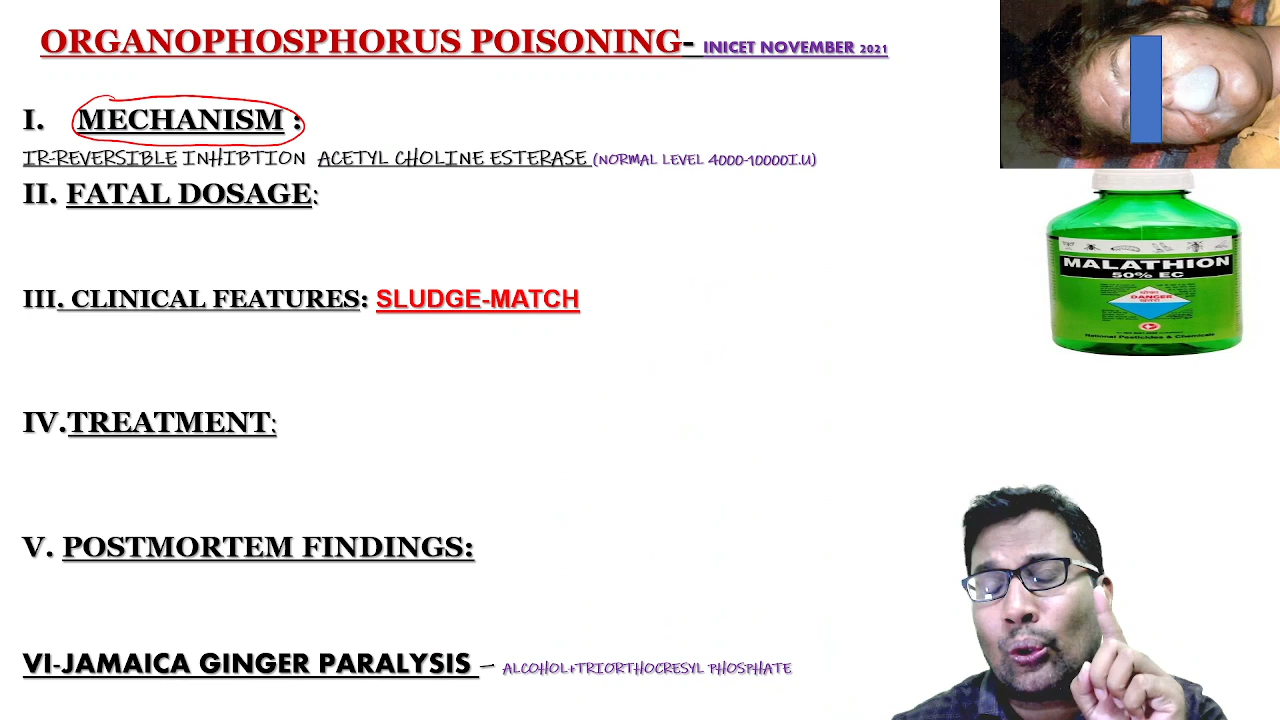 ORGANOPHOSPHORUS POISONING- INICET NOVEMBER 2021
I. MECHANISM :
IR-REVERSIBLE INHIBTION ACETYL CHOLINE ESTERASE (NORMAL LEVEL 4000-10000I.U)
II. FATAL DOSAGE:
III. CLINICAL FEATURES: SLUDGE-MATCH
IV.TREATMENT:
V. POSTMORTEM FINDINGS:
VI-JAMAICA GINGER PARALYSIS – ALCOHOL+TRIORTHOCRESYL PHOSPHATE
MALATHION
50% EC
DANGER
National Pesticides & Chemicals